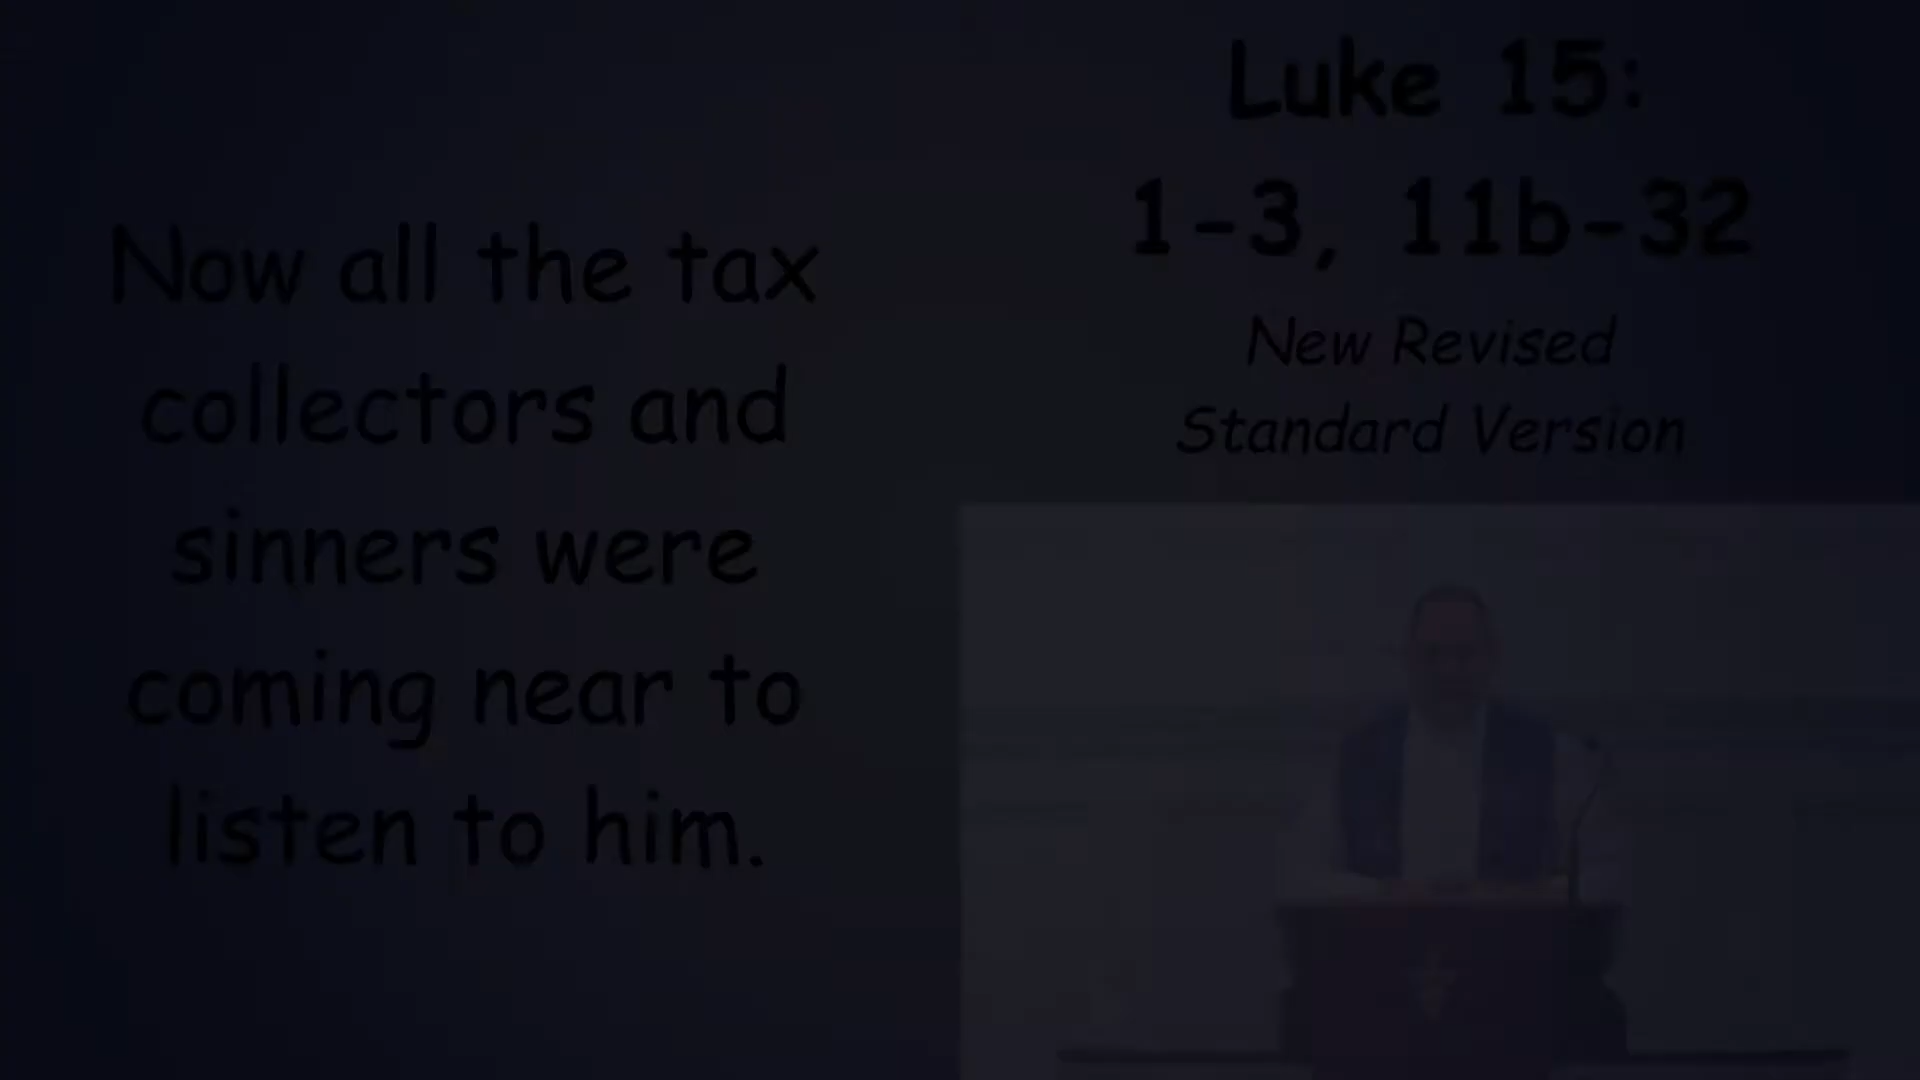 Now all the tax
collectors and
sinners were
coming near to
listen to him.
Luke 15:
1-3, 11b-32
New Revised
Standard Version